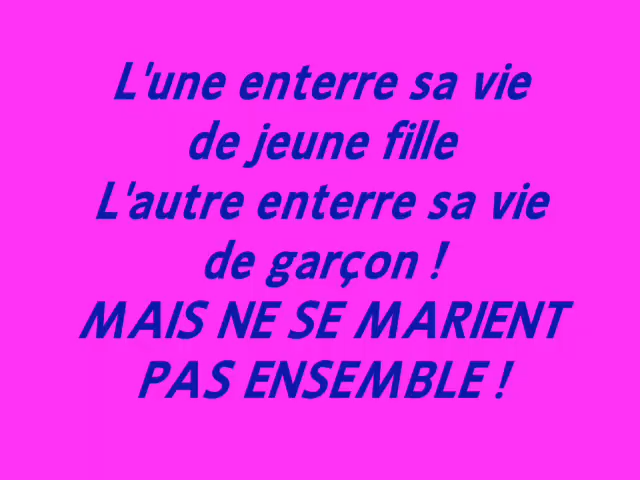 L'une enterre sa vie
de jeune fille
L'autre enterre sa vie
de garçon !
MAIS NE SE MARIENT
PAS ENSEMBLE !